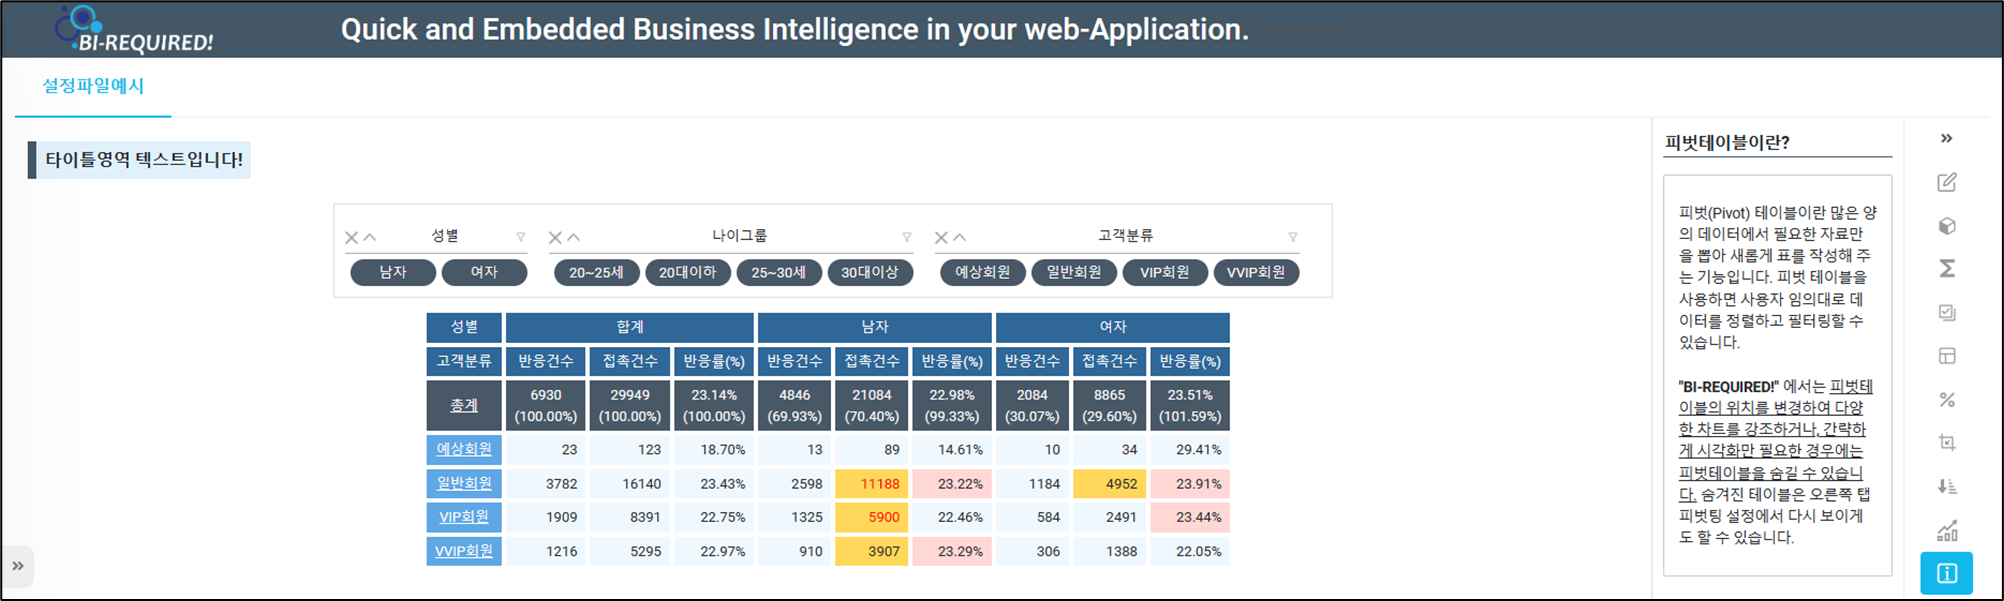 BI-REQUIRED!
Quick and Embedded Business Intelligence in your web-Application.
설정파일예시
타이틀영역 텍스트입니다!
성별 나이그룹 고객분류
남자 여자 20~25세 20대이하 25~30세 30대이상 예상회원 일반회원 VIP회원 VVIP회원
성별 합계 남자 여자
고객분류 반응건수 접촉건수 반응률(%) 반응건수 접촉건수 반응률(%) 반응건수 접촉건수 반응률(%)
총계 6930 29949 23.14% 4846 21084 22.98% 2084 8865 23.51%
(100.00%) (100.00%) (100.00%) (69.93%) (70.40%) (99.33%) (30.07%) (29.60%) (101.59%)
예상회원 23 123 18.70% 13 89 14.61% 10 34 29.41%
일반회원 3782 16140 23.43% 2598 11188 23.22% 1184 4952 23.91%
VIP회원 1909 8391 22.75% 1325 5900 22.46% 584 2491 23.44%
VVIP회원 1216 5295 22.97% 910 3907 23.29% 306 1388 22.05%
피벗테이블이란?
피벗(Pivot) 테이블이란 많은 양
의 데이터에서 필요한 자료만
을 뽑아 새롭게 표를 작성해 주
는 기능입니다. 피벗 테이블을
사용하면 사용자 임의대로 데
이터를 정렬하고 필터링할 수
있습니다.
"BI-REQUIRED!" 에서는 피벗테
이블의 위치를 변경하여 다양
한 차트를 강조하거나, 간략하
게 시각화만 필요한 경우에는
피벗테이블을 숨길 수 있습니
다. 숨겨진 테이블은 오른쪽 탭
피벗팅 설정에서 다시 보이게
도 할 수 있습니다.